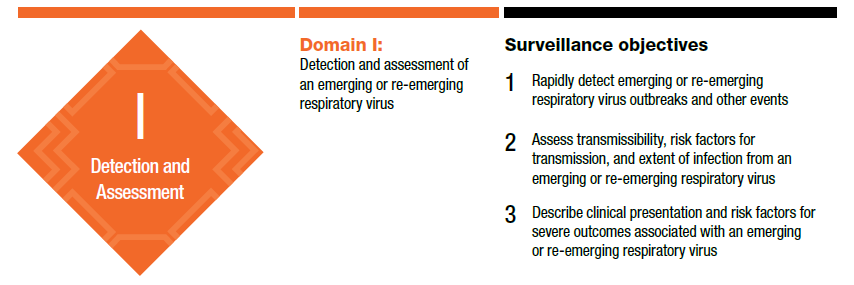 I
Detection and
Assessment
Domain I:
Detection and assessment of
an emerging or re-emerging
respiratory virus
Surveillance objectives
1 Rapidly detect emerging or re-emerging
respiratory virus outbreaks and other events
2 Assess transmissibility, risk factors for
transmission, and extent of infection from an
emerging or re-emerging respiratory virus
3 Describe clinical presentation and risk factors for
severe outcomes associated with an emerging
or re-emerging respiratory virus